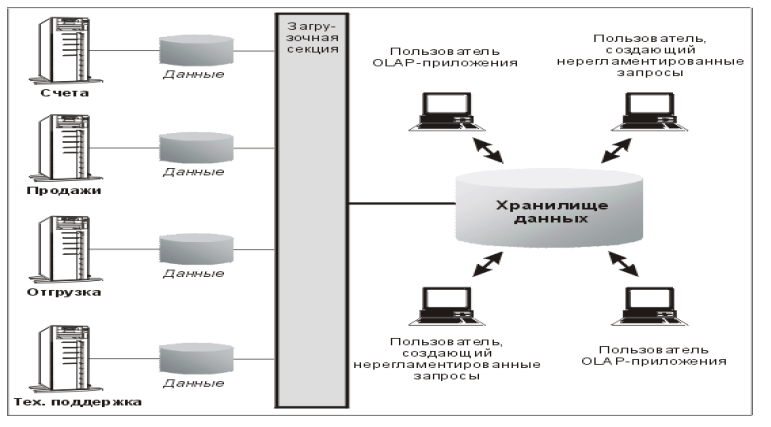 Загру-
зочная
секция
Данные
Счета
Данные
Продажи
Данные
Отгрузка
Данные
Тех. поддержка
Пользователь
OLAP-приложения
Пользователь,
создающий
нерегламентированные
запросы
Хранилище
данных
Пользователь,
создающий
нерегламентированные
запросы
Пользователь
OLAP-приложения